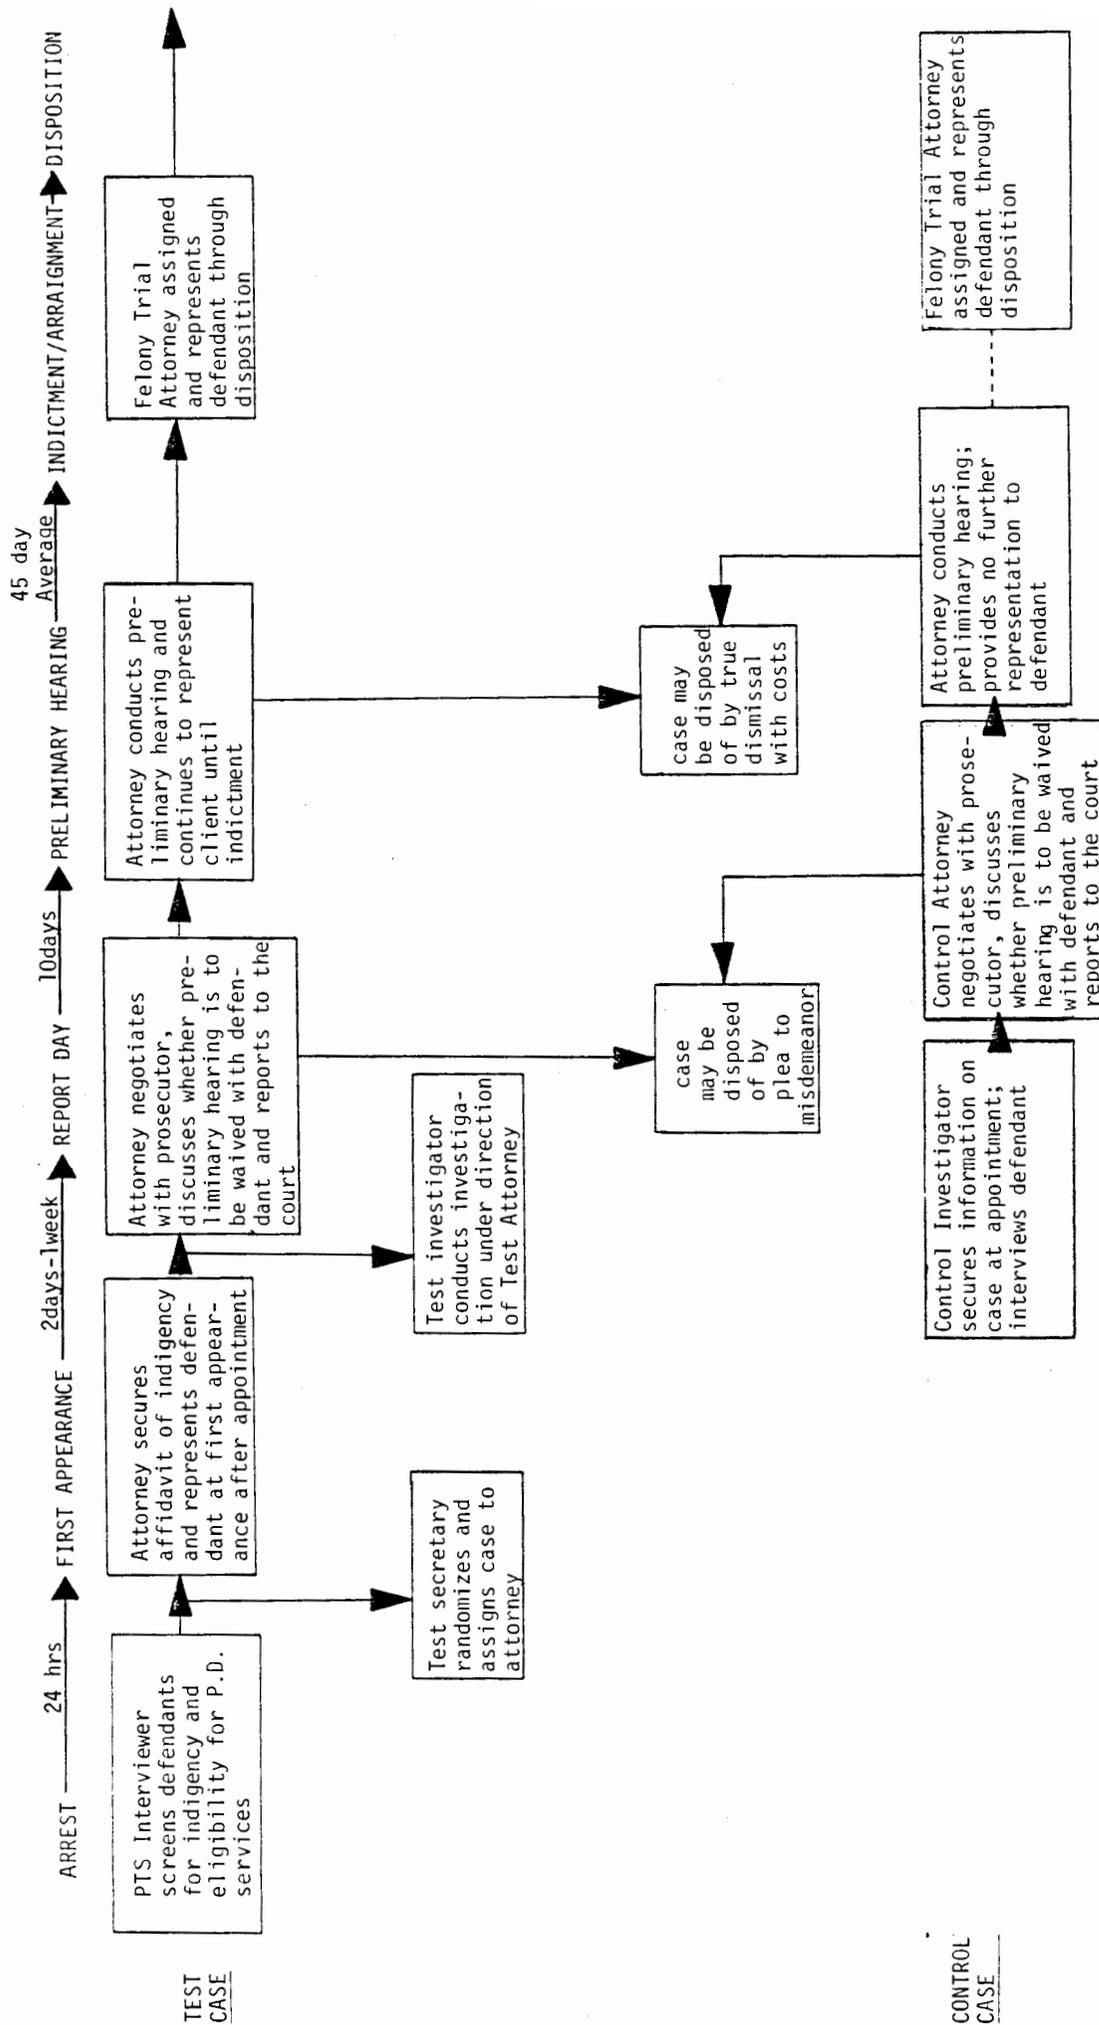 45 day
ARREST 24 hrs FIRST APPEARANCE 2days-1week REPORT DAY 10days PRELIMINARY HEARING Average INDICTMENT/ARRAIGNMENT DISPOSITION
TEST
CASE
PTS Interviewer
screens defendants
for indigency and
eligibility for P.D.
services
Attorney secures
affidavit of indigency
and represents defen-
dant at first appear-
ance after appointment
Attorney negotiates
with prosecutor,
discusses whether pre-
liminary hearing is to
be waived with defen-
dant and reports to the
court
Attorney conducts pre-
liminary hearing and
continues to represent
client until
indictment
Felony Trial
Attorney assigned
and represents
defendant through
disposition
Test secretary
randomizes and
assigns case to
attorney
Test investigator
conducts investiga-
tion under direction
of Test Attorney
case
may be
disposed
of by
plea to
misdemeanor
case may
be disposed
of by true
dismissal
with costs
CONTROL
CASE
Control Investigator
secures information on
case at appointment;
interviews defendant
Control Attorney
negotiates with prose-
cutor, discusses
whether preliminary
hearing is to be waived
with defendant and
reports to the court
Attorney conducts
preliminary hearing;
provides no further
representation to
defendant
Felony Trial Attorney
assigned and represents
defendant through
disposition